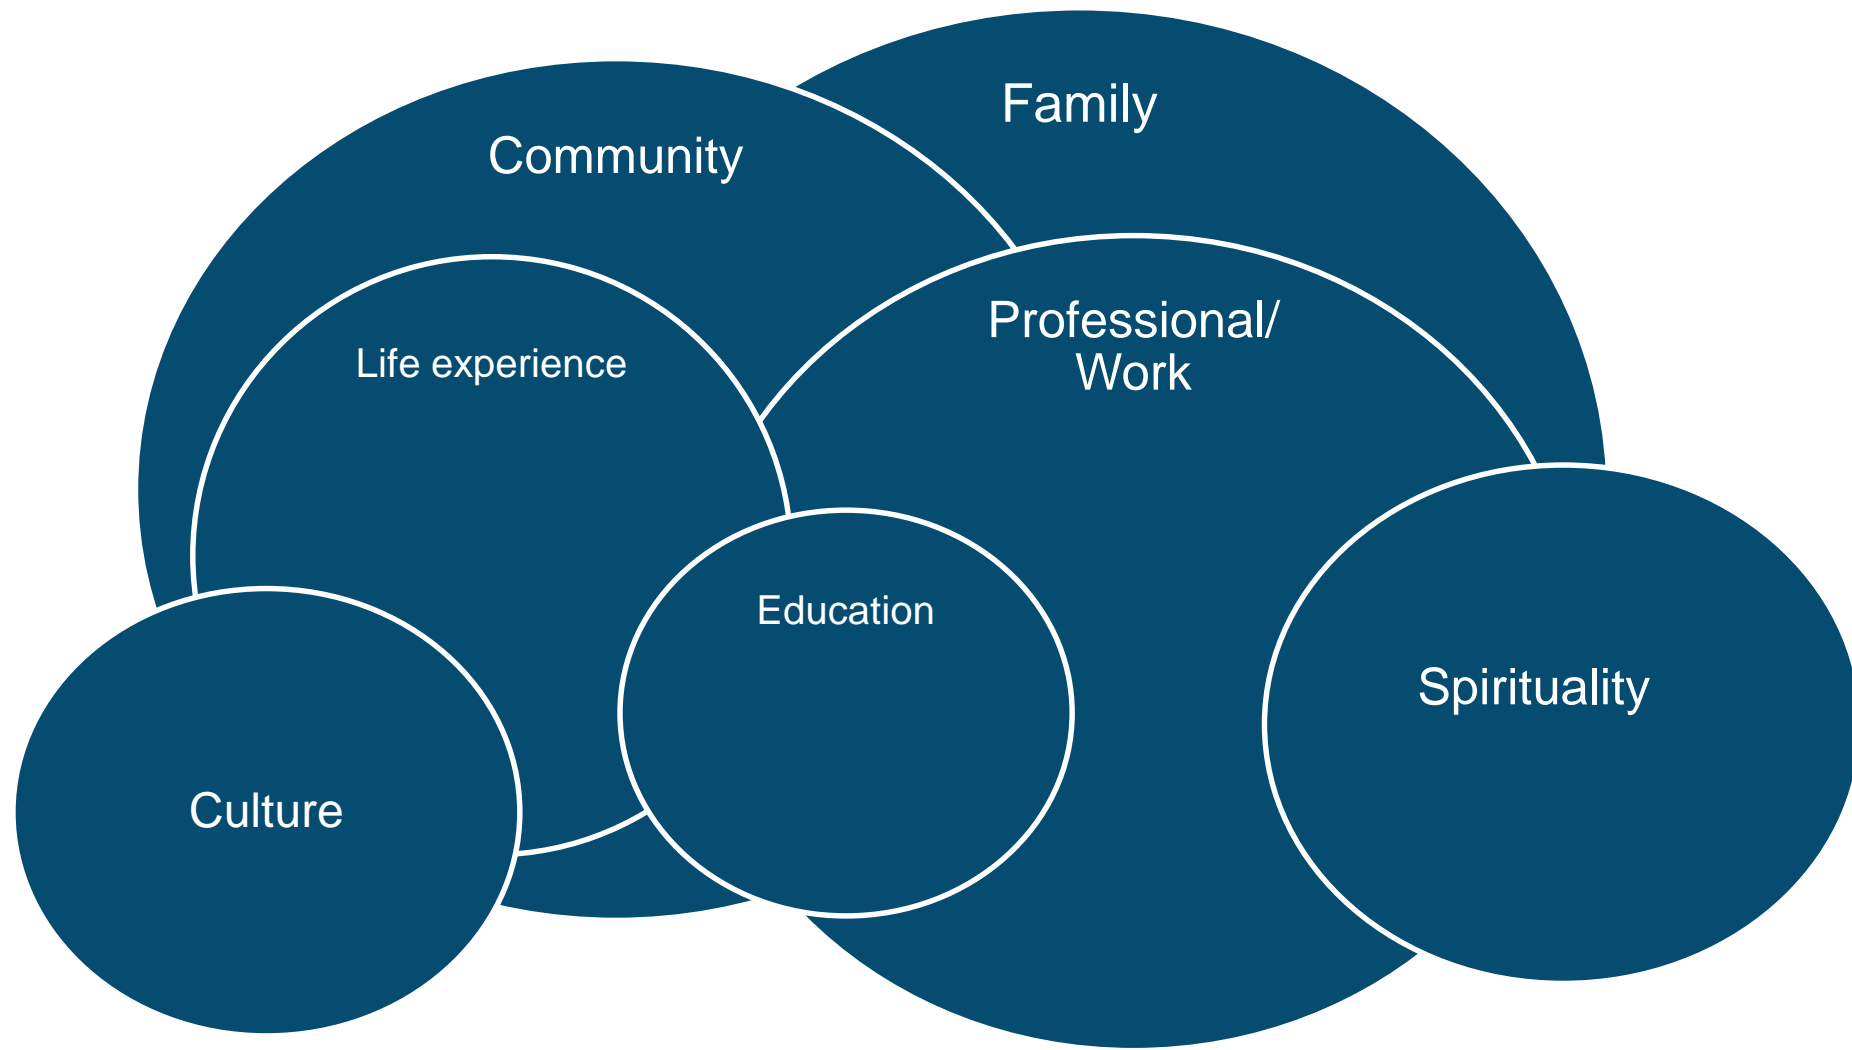 Family
Community
Professional/
Work
Life experience
Education
Spirituality
Culture